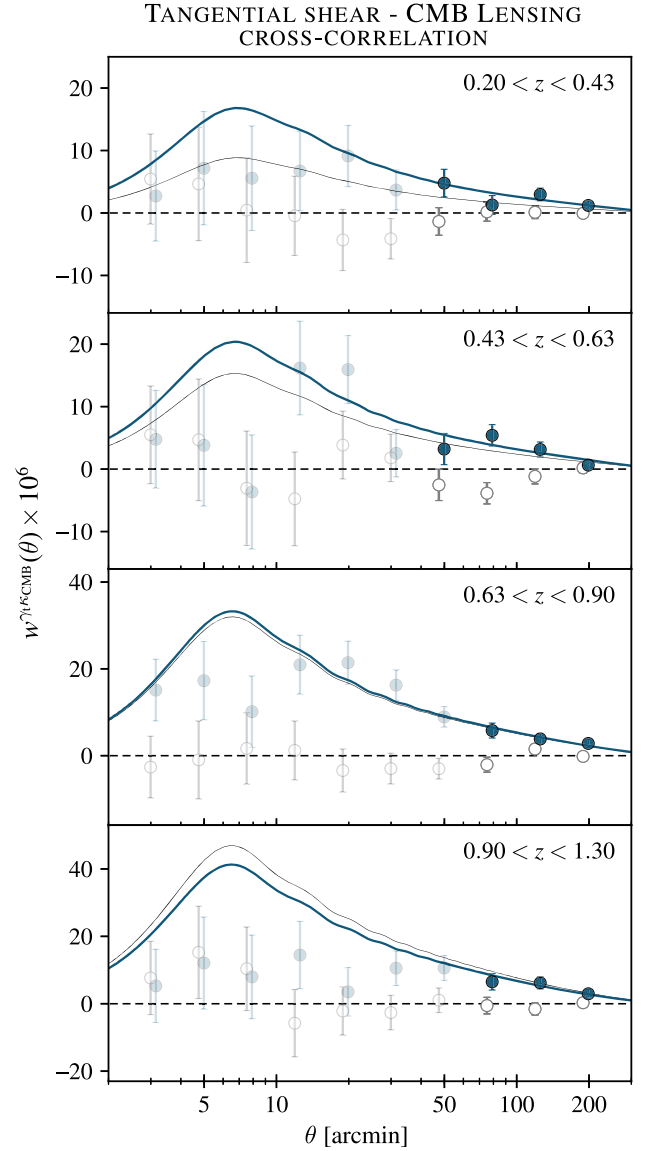 TANGENTIAL SHEAR - CMB LENSING
CROSS-CORRELATION
0.20 < z < 0.43
20
10
0
−10
0.43 < z < 0.63
20
10
0
−10
0.63 < z < 0.90
40
20
0
0.90 < z < 1.30
40
20
0
−20
w^{γ_t κ_CMB}(θ) × 10^6
5 10 50 100 200
θ [arcmin]